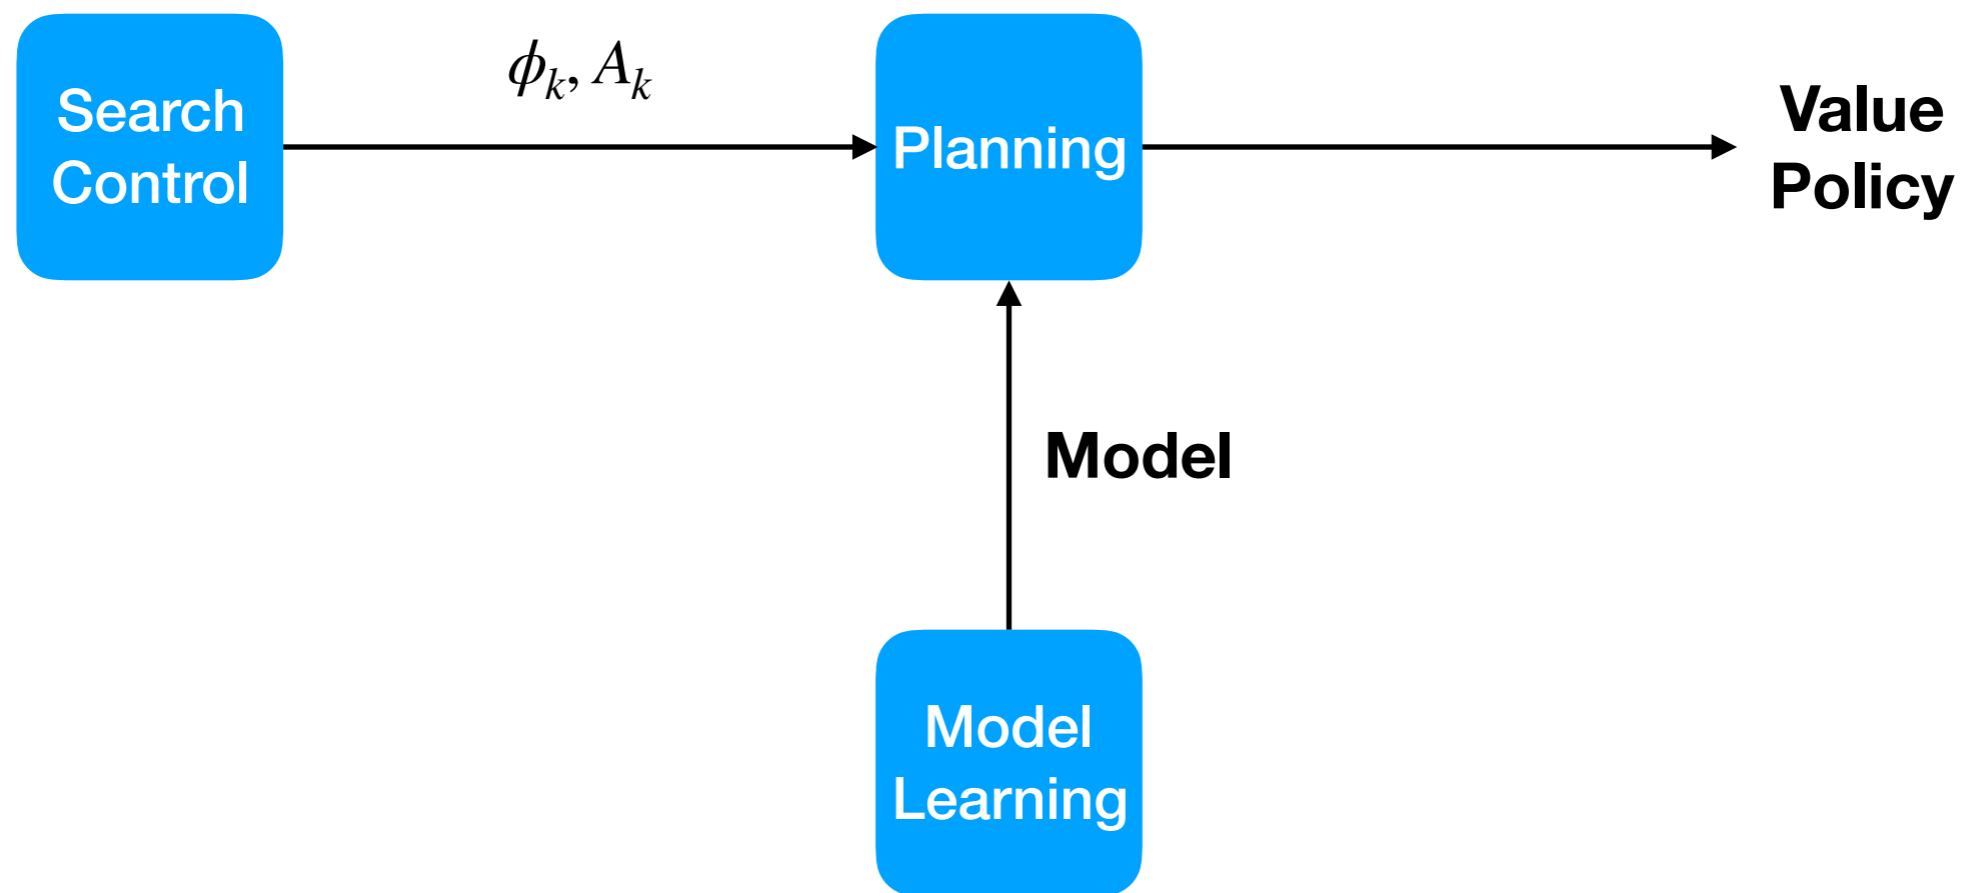 Search
Control
ϕₖ, Aₖ
Planning
Value
Policy
Model
Model
Learning